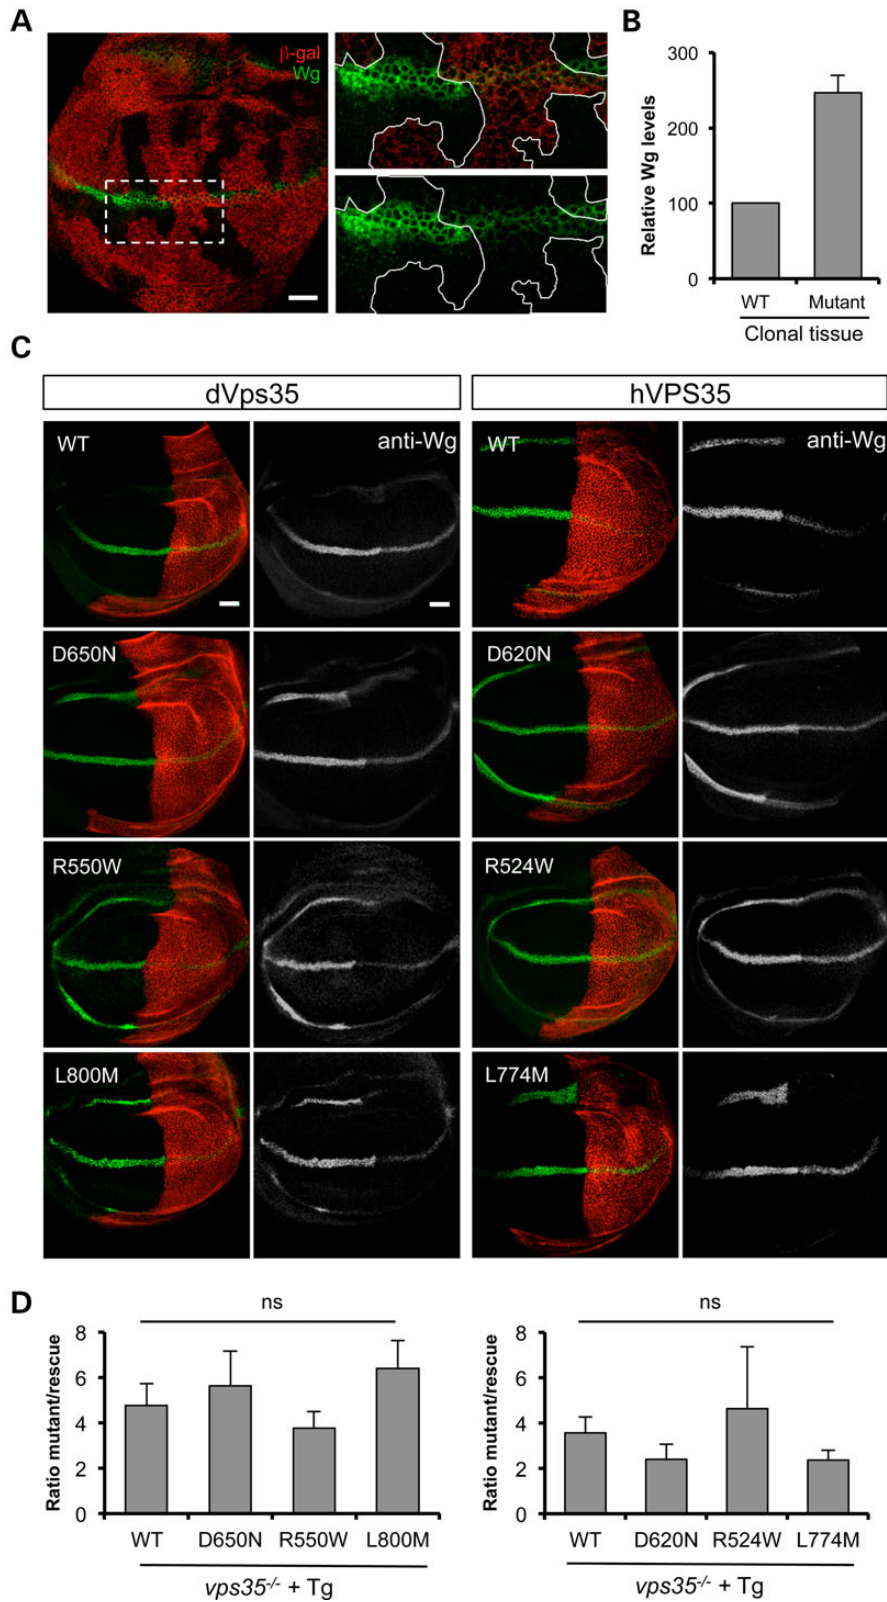 A
β-gal
Wg
B
Relative Wg levels
300
200
100
0
WT Mutant
Clonal tissue
C
dVps35 hVPS35
WT anti-Wg WT anti-Wg
D650N D620N
R550W R524W
L800M L774M
D
ns
Ratio mutant/rescue
8
6
4
2
0
WT D650N R550W L800M
vps35-/- + Tg
ns
Ratio mutant/rescue
8
6
4
2
0
WT D620N R524W L774M
vps35-/- + Tg